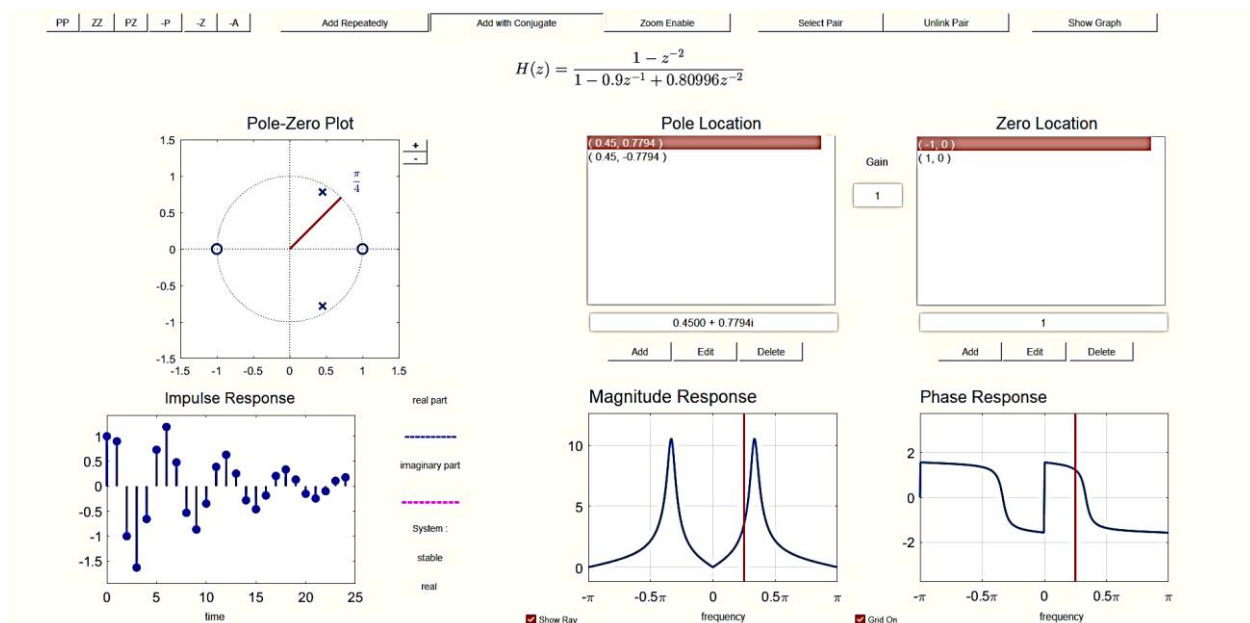 PP ZZ PZ -P -Z -A Add Repeatedly Add with Conjugate Zoom Enable Select Pair Unlink Pair Show Graph
H(z) = \frac{1 - z^{-2}}{1 - 0.9z^{-1} + 0.80996z^{-2}}
Pole-Zero Plot
1.5
1
0.5
0
-0.5
-1
-1.5
-1.5 -1 -0.5 0 0.5 1 1.5
π/4
+
-
Pole Location
( 0.45, 0.7794 )
( 0.45, -0.7794 )
0.4500 + 0.7794i
Add Edit Delete
Gain
1
Zero Location
( -1, 0 )
( 1, 0 )
1
Add Edit Delete
Impulse Response
1
0.5
0
-0.5
-1
-1.5
0 5 10 15 20 25
time
real part
imaginary part
System :
stable
real
Magnitude Response
10
5
0
-π -0.5π 0 0.5π π
frequency
Show Ray
Phase Response
2
0
-2
-π -0.5π 0 0.5π π
frequency
Grid On